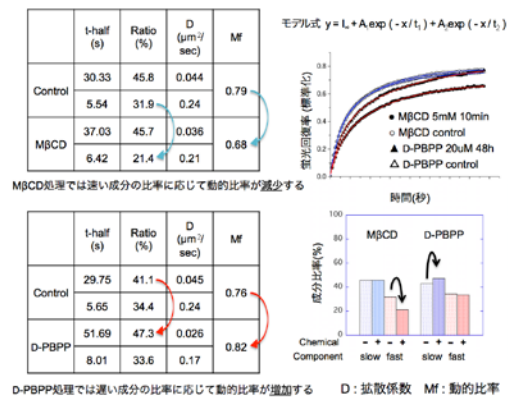 t-half (s) Ratio (%) D (μm²/sec) Mf
Control 30.33 45.8 0.044 0.79
5.54 31.9 0.24
MβCD 37.03 45.7 0.036 0.68
6.42 21.4 0.21
MβCD処理では速い成分の比率に応じて動的比率が減少する
モデル式 y = I∞ + A₁exp ( -x / t₁ ) + A₂exp ( -x / t₂ )
蛍光回復率 (標準化)
MβCD 5mM 10min
MβCD control
D-PBPP 20uM 48h
D-PBPP control
時間(秒)
t-half (s) Ratio (%) D (μm²/sec) Mf
Control 29.75 41.1 0.045 0.76
5.65 34.4 0.24
D-PBPP 51.69 47.3 0.026 0.82
8.01 33.6 0.17
D-PBPP処理では遅い成分の比率に応じて動的比率が増加する
成分比率(%)
100
80
60
40
20
0
MβCD D-PBPP
Chemical − + − + − + − +
Component slow fast slow fast
D : 拡散係数 Mf : 動的比率